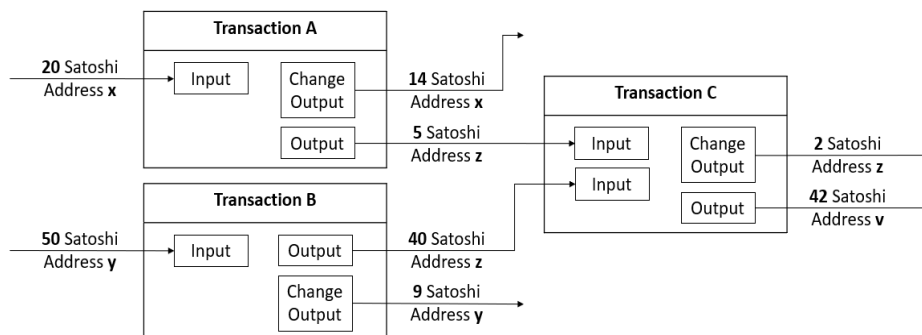 Transaction A
20 Satoshi
Address x
Input
Change
Output
14 Satoshi
Address x
Output
5 Satoshi
Address z
Transaction B
50 Satoshi
Address y
Input
Output
40 Satoshi
Address z
Change
Output
9 Satoshi
Address y
Transaction C
Input
Input
Change
Output
2 Satoshi
Address z
Output
42 Satoshi
Address v